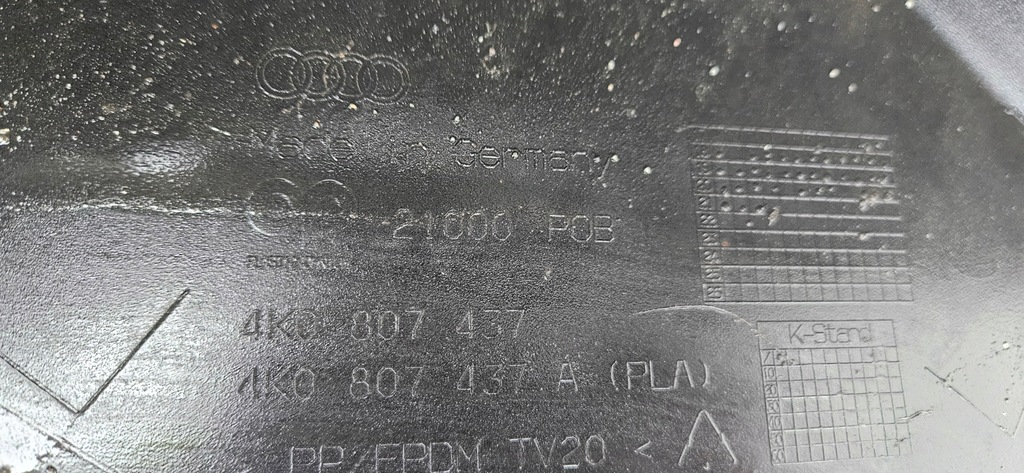 Made in Germany
-21000 POB
4K0 807 437
4K0 807 437 A (PLA)
K-Stand
PP/EPDM TV20 <